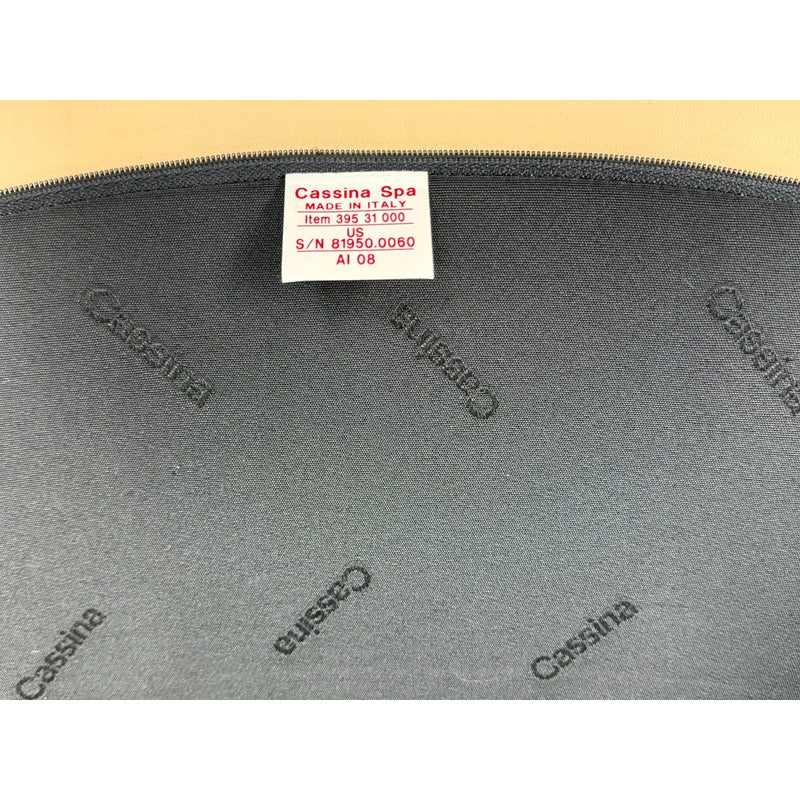 Cassina Spa
MADE IN ITALY
Item 395 31 000
US
S/N 81950.0060
AI 08
Cassina
Cassina
Cassina
Cassina
Cassina
Cassina